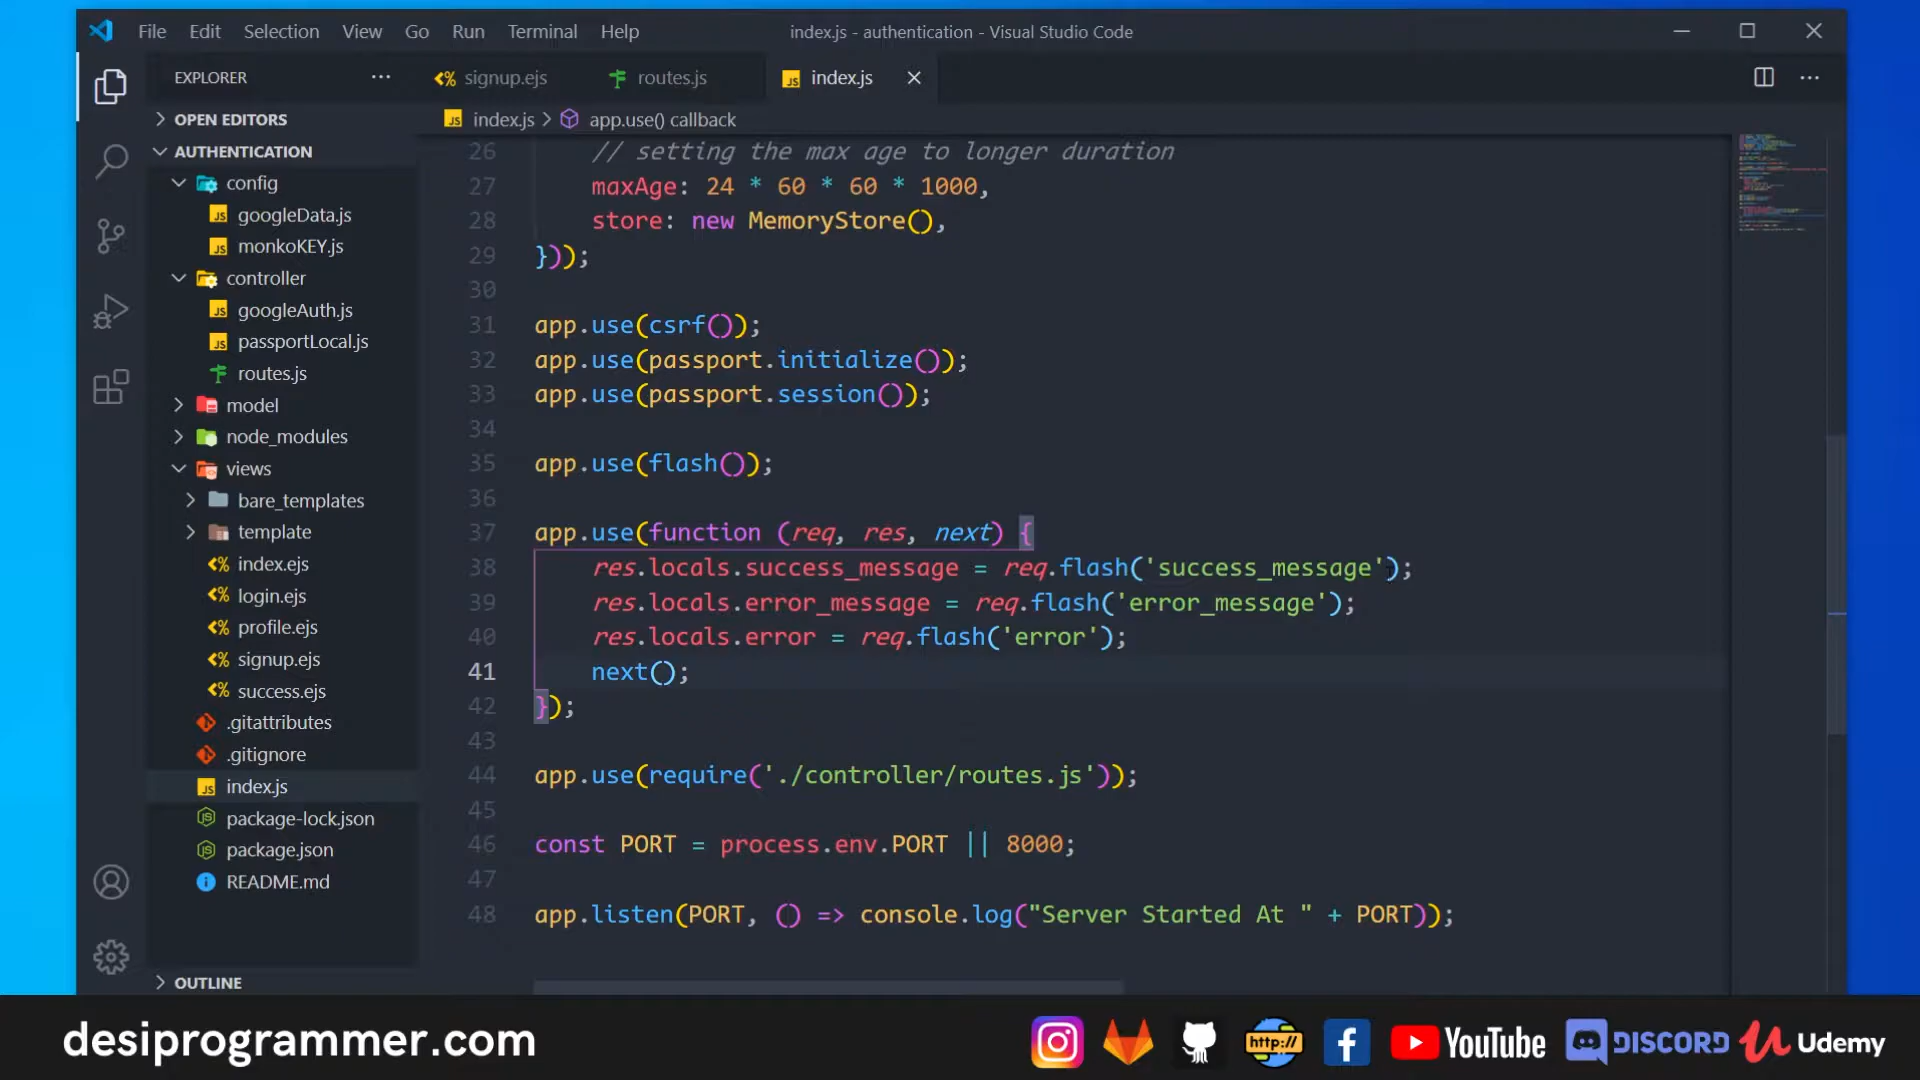 File Edit Selection View Go Run Terminal Help
index.js - authentication - Visual Studio Code
EXPLORER
signup.ejs
routes.js
index.js
index.js > app.use() callback
OPEN EDITORS
AUTHENTICATION
config
googleData.js
monkoKEY.js
controller
googleAuth.js
passportLocal.js
routes.js
model
node_modules
views
bare_templates
template
index.ejs
login.ejs
profile.ejs
signup.ejs
success.ejs
.gitattributes
.gitignore
index.js
package-lock.json
package.json
README.md
OUTLINE
26 // setting the max age to longer duration
27 maxAge: 24 * 60 * 60 * 1000,
28 store: new MemoryStore(),
29 }));
30
31 app.use(csrf());
32 app.use(passport.initialize());
33 app.use(passport.session());
34
35 app.use(flash());
36
37 app.use(function (req, res, next) {
38 res.locals.success_message = req.flash('success_message');
39 res.locals.error_message = req.flash('error_message');
40 res.locals.error = req.flash('error');
41 next();
42 });
43
44 app.use(require('./controller/routes.js'));
45
46 const PORT = process.env.PORT || 8000;
47
48 app.listen(PORT, () => console.log("Server Started At " + PORT));
desiprogrammer.com
http://
YouTube
DISCORD
Udemy